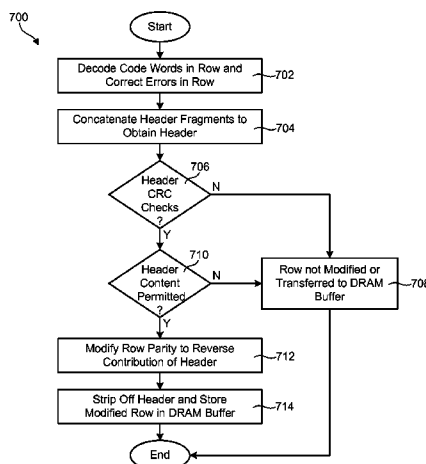 700
Start
Decode Code Words in Row and
Correct Errors in Row
702
Concatenate Header Fragments to
Obtain Header
704
706
Header
CRC
Checks
?
N
Y
710
Header
Content
Permitted
?
N
Y
Row not Modified or
Transferred to DRAM
Buffer
708
Modify Row Parity to Reverse
Contribution of Header
712
Strip Off Header and Store
Modified Row in DRAM Buffer
714
End